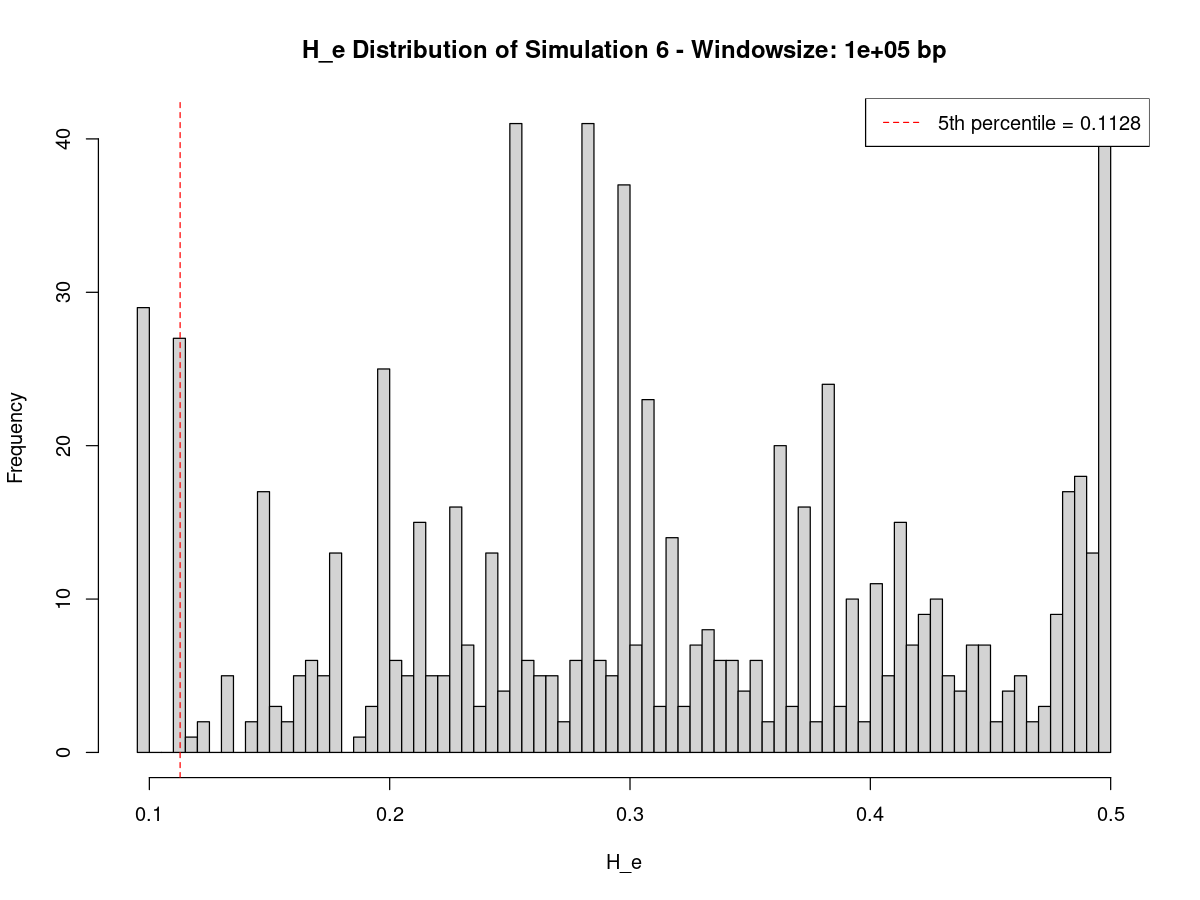 H_e Distribution of Simulation 6 - Windowsize: 1e+05 bp
5th percentile = 0.1128
Frequency
40
30
20
10
0
0.1 0.2 0.3 0.4 0.5
H_e